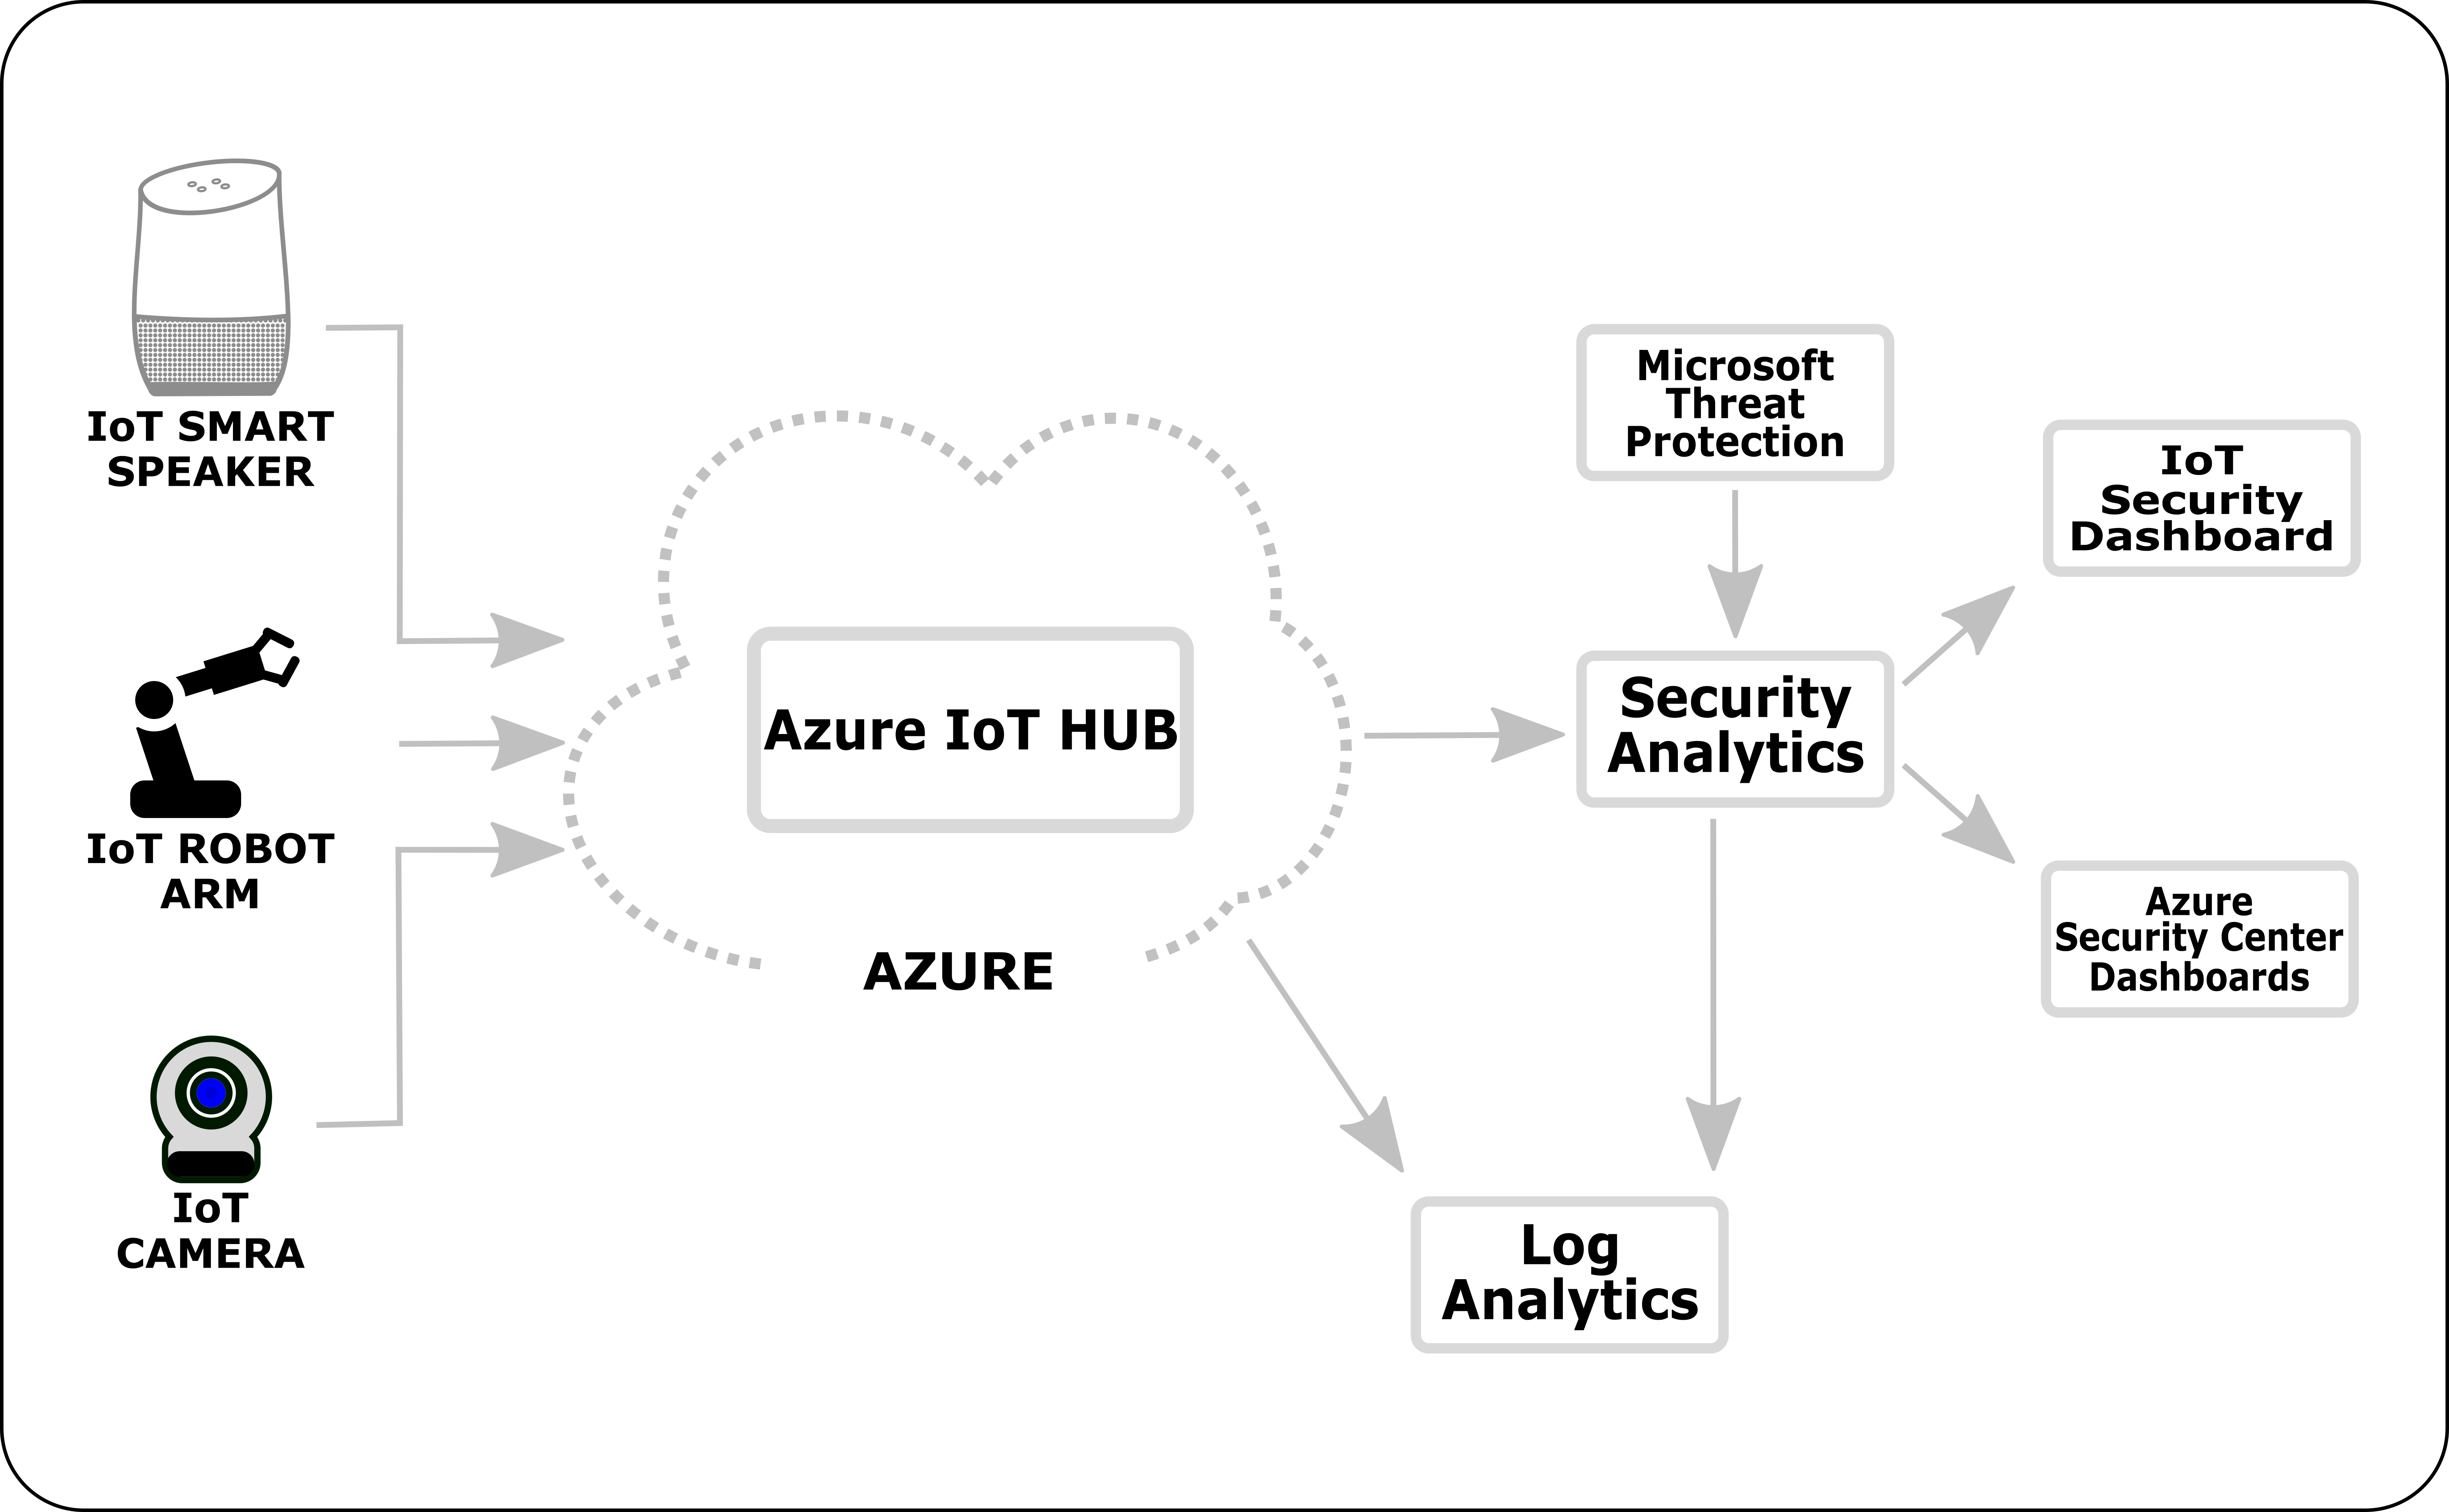 IoT SMART
SPEAKER
IoT ROBOT
ARM
IoT
CAMERA
Azure IoT HUB
AZURE
Microsoft
Threat
Protection
Security
Analytics
IoT
Security
Dashboard
Azure
Security Center
Dashboards
Log
Analytics